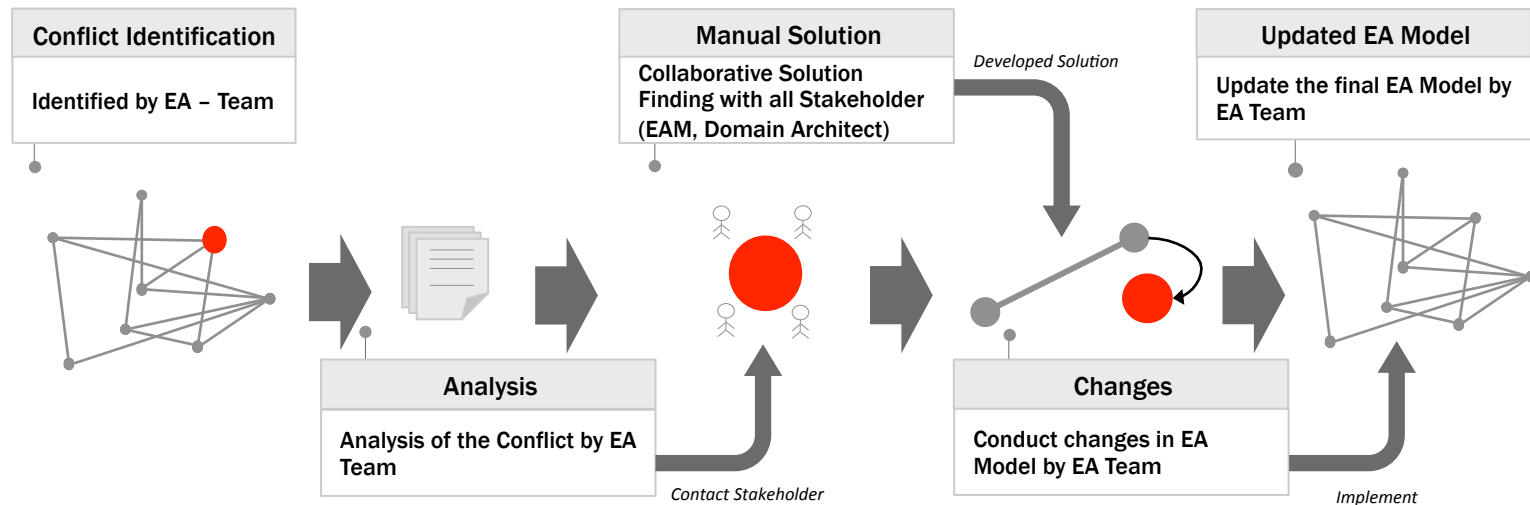 Conflict Identification
Identified by EA – Team
Analysis
Analysis of the Conflict by EA
Team
Contact Stakeholder
Manual Solution
Collaborative Solution
Finding with all Stakeholder
(EAM, Domain Architect)
Developed Solution
Changes
Conduct changes in EA
Model by EA Team
Implement
Updated EA Model
Update the final EA Model by
EA Team